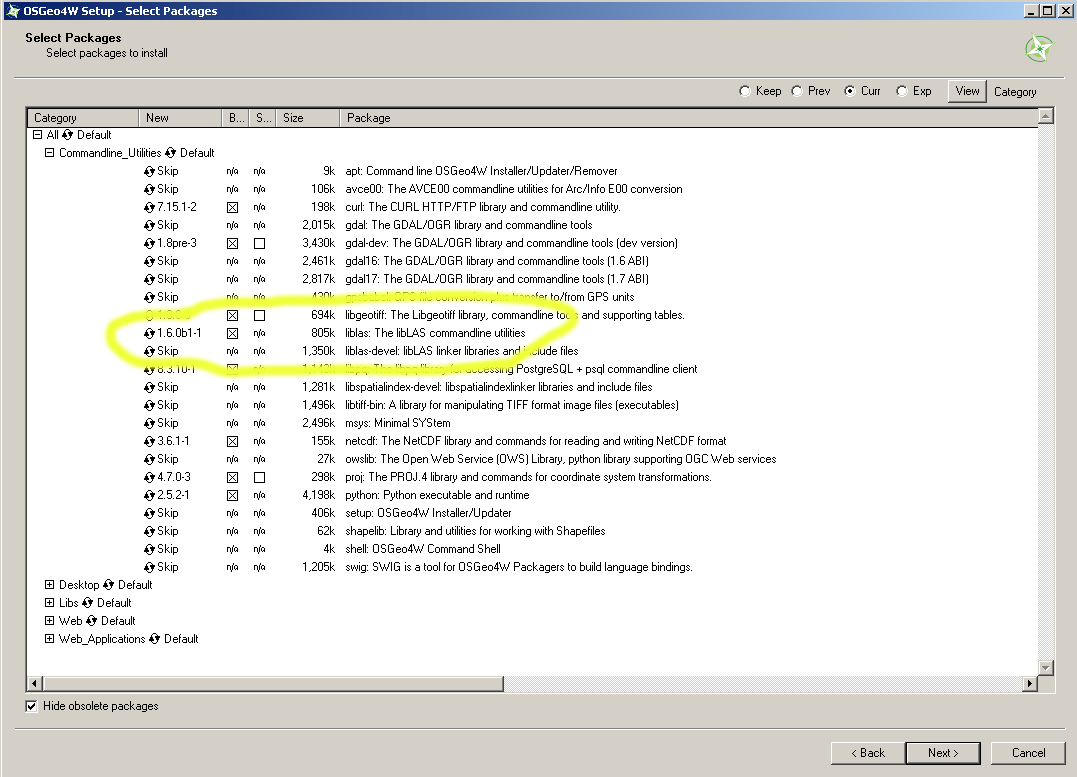 OSGeo4W Setup - Select Packages
Select Packages
Select packages to install
Keep Prev Curr Exp View Category
Category New B... S... Size Package
All Default
Commandline_Utilities Default
Skip n/a n/a 9k apt: Command line OSGeo4W Installer/Updater/Remover
Skip n/a n/a 106k avce00: The AVCE00 commandline utilities for Arc/Info E00 conversion
7.15.1-2 n/a 198k curl: The CURL HTTP/FTP library and commandline utility.
Skip n/a n/a 2,015k gdal: The GDAL/OGR library and commandline tools
1.8pre-3 3,430k gdal-dev: The GDAL/OGR library and commandline tools (dev version)
Skip n/a n/a 2,461k gdal16: The GDAL/OGR library and commandline tools (1.6 ABI)
Skip n/a n/a 2,817k gdal17: The GDAL/OGR library and commandline tools (1.7 ABI)
Skip n/a n/a 430k gpsbabel: GPS file conversion plus transfer to/from GPS units
694k libgeotiff: The Libgeotiff library, commandline tools and supporting tables.
1.6.0b1-1 n/a 805k liblas: The libLAS commandline utilities
Skip n/a n/a 1,350k liblas-devel: libLAS linker libraries and include files
8.3.10-1 n/a 1,143k libpq: The libpq library for accessing PostgreSQL + psql commandline client
Skip n/a n/a 1,281k libspatialindex-devel: libspatialindexlinker libraries and include files
Skip n/a n/a 1,496k libtiff-bin: A library for manipulating TIFF format image files (executables)
Skip n/a n/a 2,496k msys: Minimal SYStem
3.6.1-1 n/a 155k netcdf: The NetCDF library and commands for reading and writing NetCDF format
Skip n/a n/a 27k owslib: The Open Web Service (OWS) Library, python library supporting OGC Web services
4.7.0-3 298k proj: The PROJ.4 library and commands for coordinate system transformations.
2.5.2-1 n/a 4,198k python: Python executable and runtime
Skip n/a n/a 406k setup: OSGeo4W Installer/Updater
Skip n/a n/a 62k shapelib: Library and utilities for working with Shapefiles
Skip n/a n/a 4k shell: OSGeo4W Command Shell
Skip n/a n/a 1,205k swig: SWIG is a tool for OSGeo4W Packagers to build language bindings.
Desktop Default
Libs Default
Web Default
Web_Applications Default
Hide obsolete packages
< Back Next > Cancel